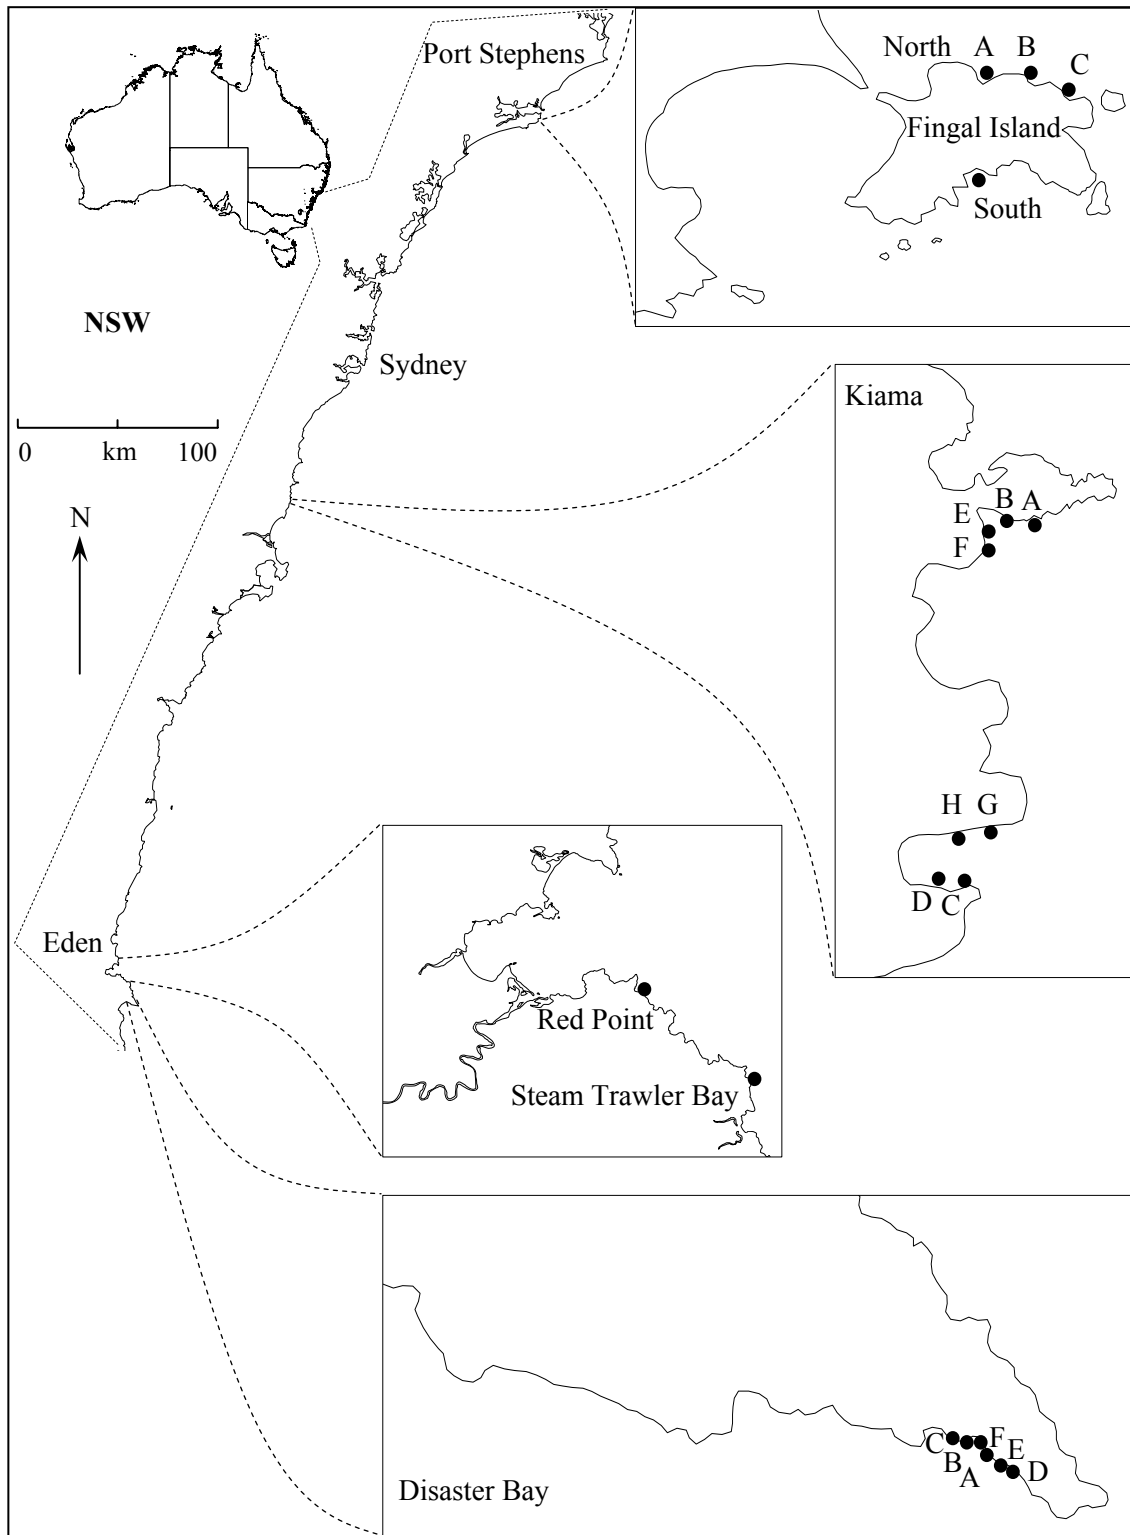 Port Stephens
North
A
B
C
Fingal Island
South
NSW
Sydney
0 km 100
N
Kiama
B A
E
F
H G
D C
Eden
Red Point
Steam Trawler Bay
C
B
A
F
E
D
Disaster Bay